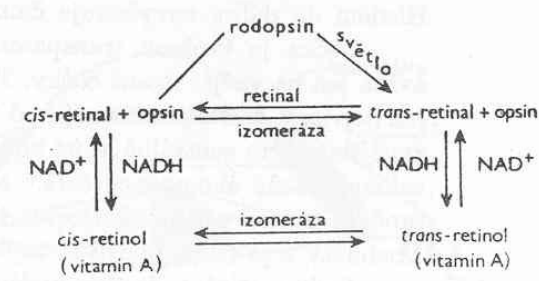 rodopsin
světlo
cis-retinal + opsin
retinal
izomeráza
trans-retinal + opsin
NAD⁺
NADH
NADH
NAD⁺
cis-retinol
(vitamin A)
izomeráza
trans-retinol
(vitamin A)